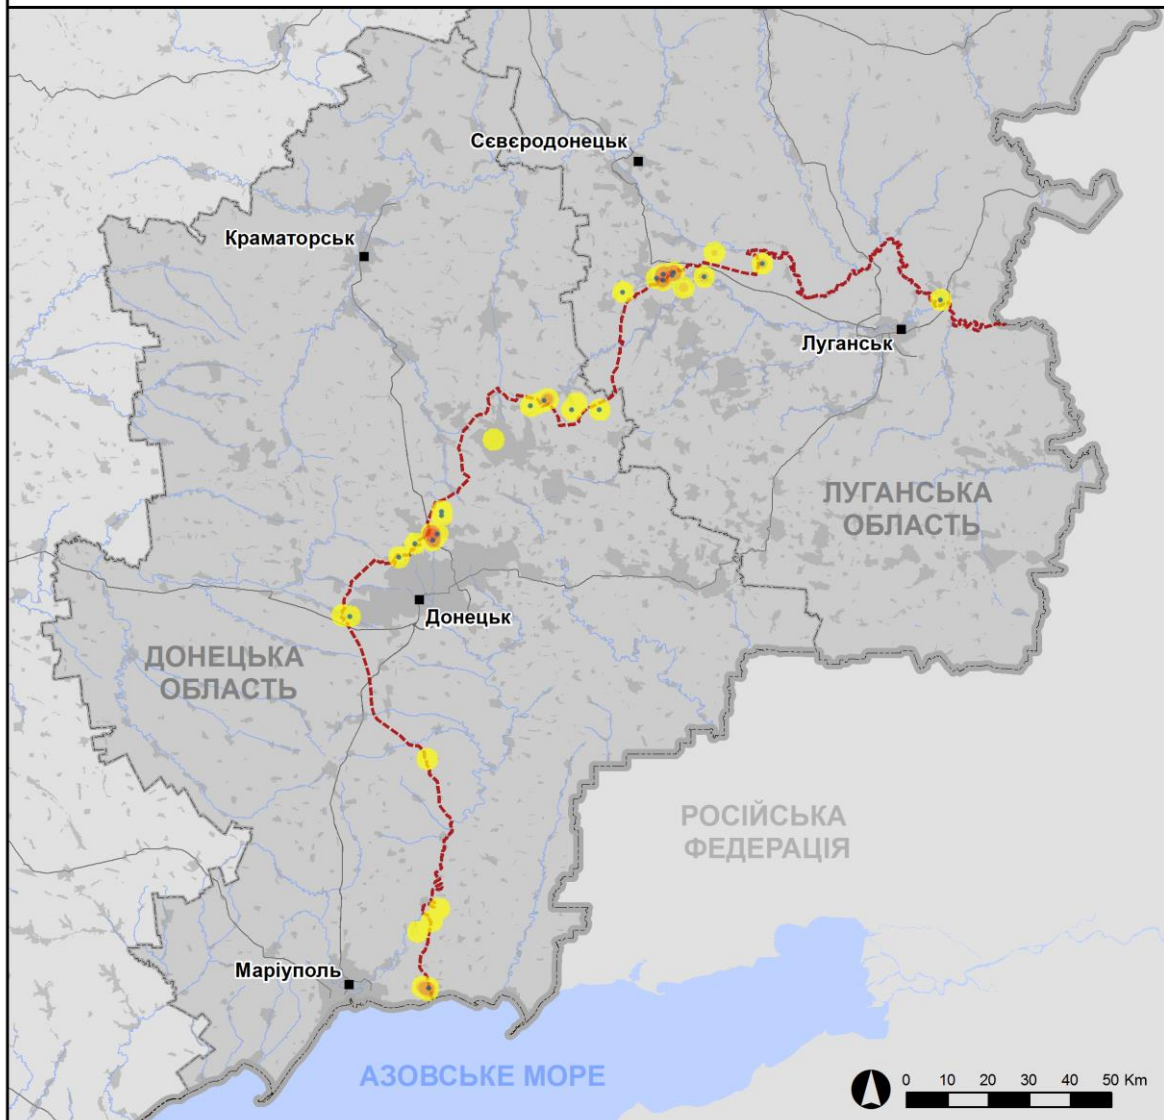 Сєвєродонецьк
Краматорськ
Луганськ
ЛУГАНСЬКА
ОБЛАСТЬ
Донецьк
ДОНЕЦЬКА
ОБЛАСТЬ
РОСІЙСЬКА
ФЕДЕРАЦІЯ
Маріуполь
АЗОВСЬКЕ МОРЕ
0 10 20 30 40 50 Km